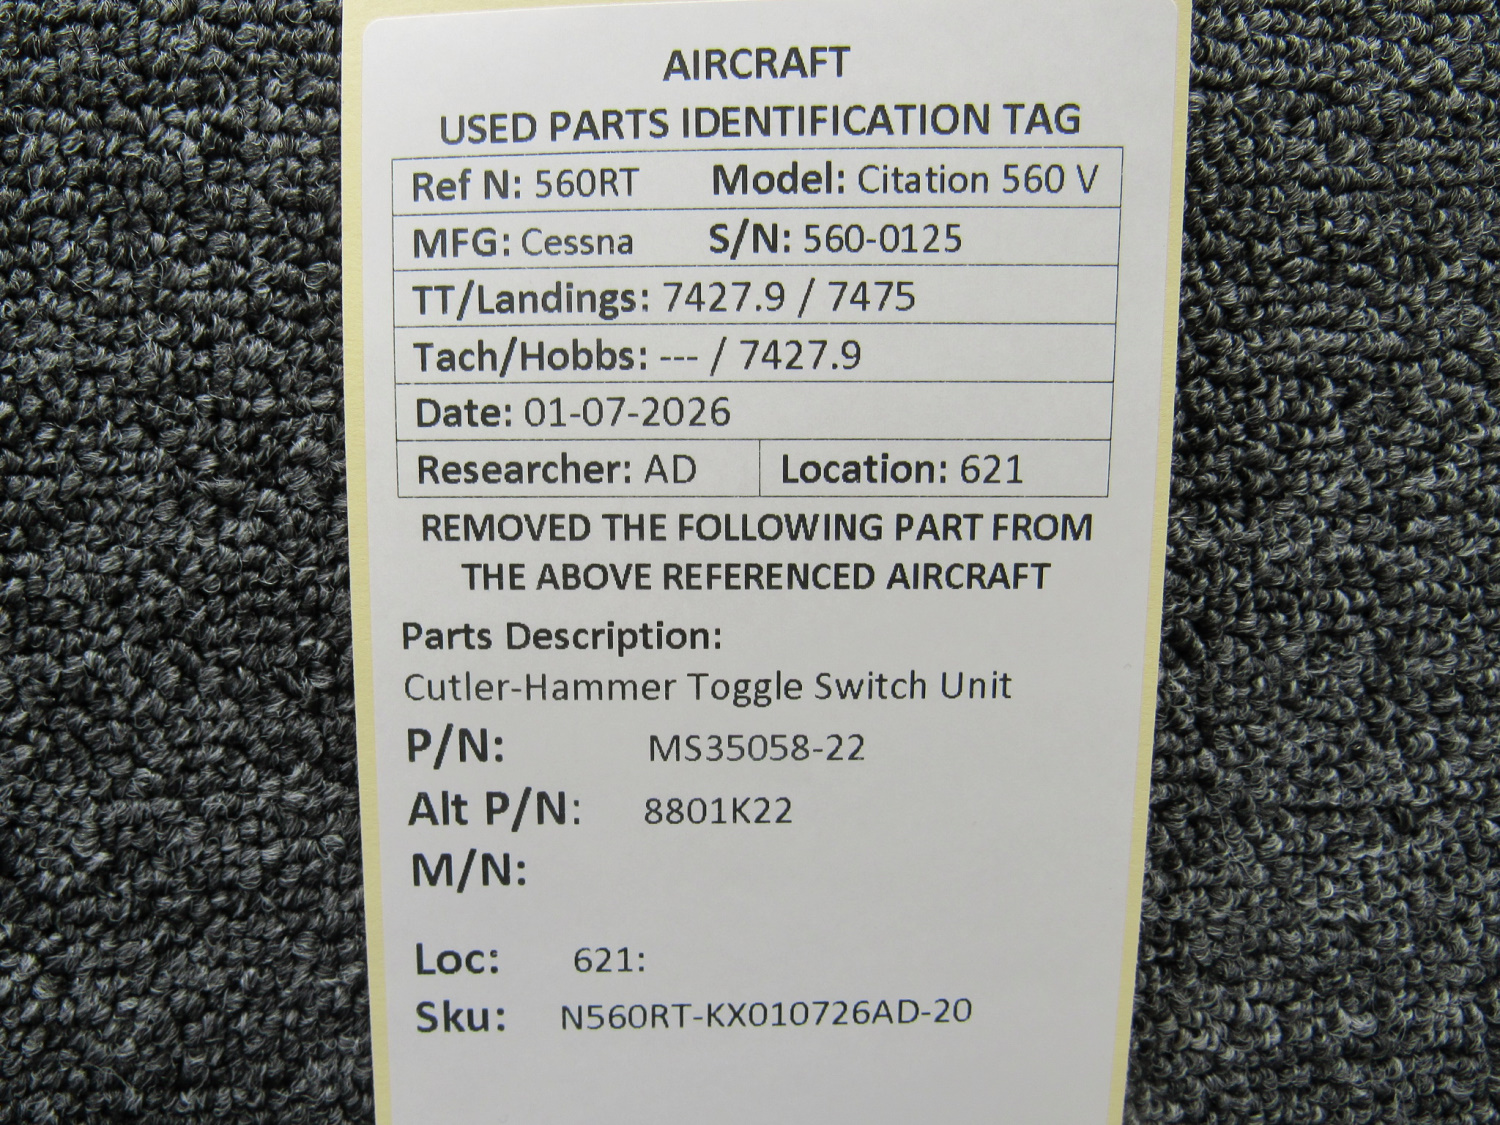 AIRCRAFT
USED PARTS IDENTIFICATION TAG
Ref N: 560RT Model: Citation 560 V
MFG: Cessna S/N: 560-0125
TT/Landings: 7427.9 / 7475
Tach/Hobbs: --- / 7427.9
Date: 01-07-2026
Researcher: AD Location: 621
REMOVED THE FOLLOWING PART FROM
THE ABOVE REFERENCED AIRCRAFT
Parts Description:
Cutler-Hammer Toggle Switch Unit
P/N: MS35058-22
Alt P/N: 8801K22
M/N:
Loc: 621:
Sku: N560RT-KX010726AD-20